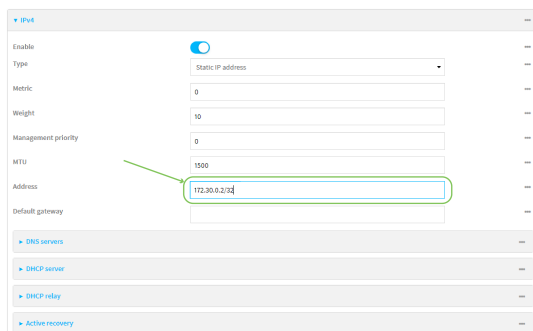 ▾ IPv4
Enable
Type
Static IP address
Metric
0
Weight
10
Management priority
0
MTU
1500
Address
172.30.0.2/32
Default gateway
▸ DNS servers
▸ DHCP server
▸ DHCP relay
▸ Active recovery